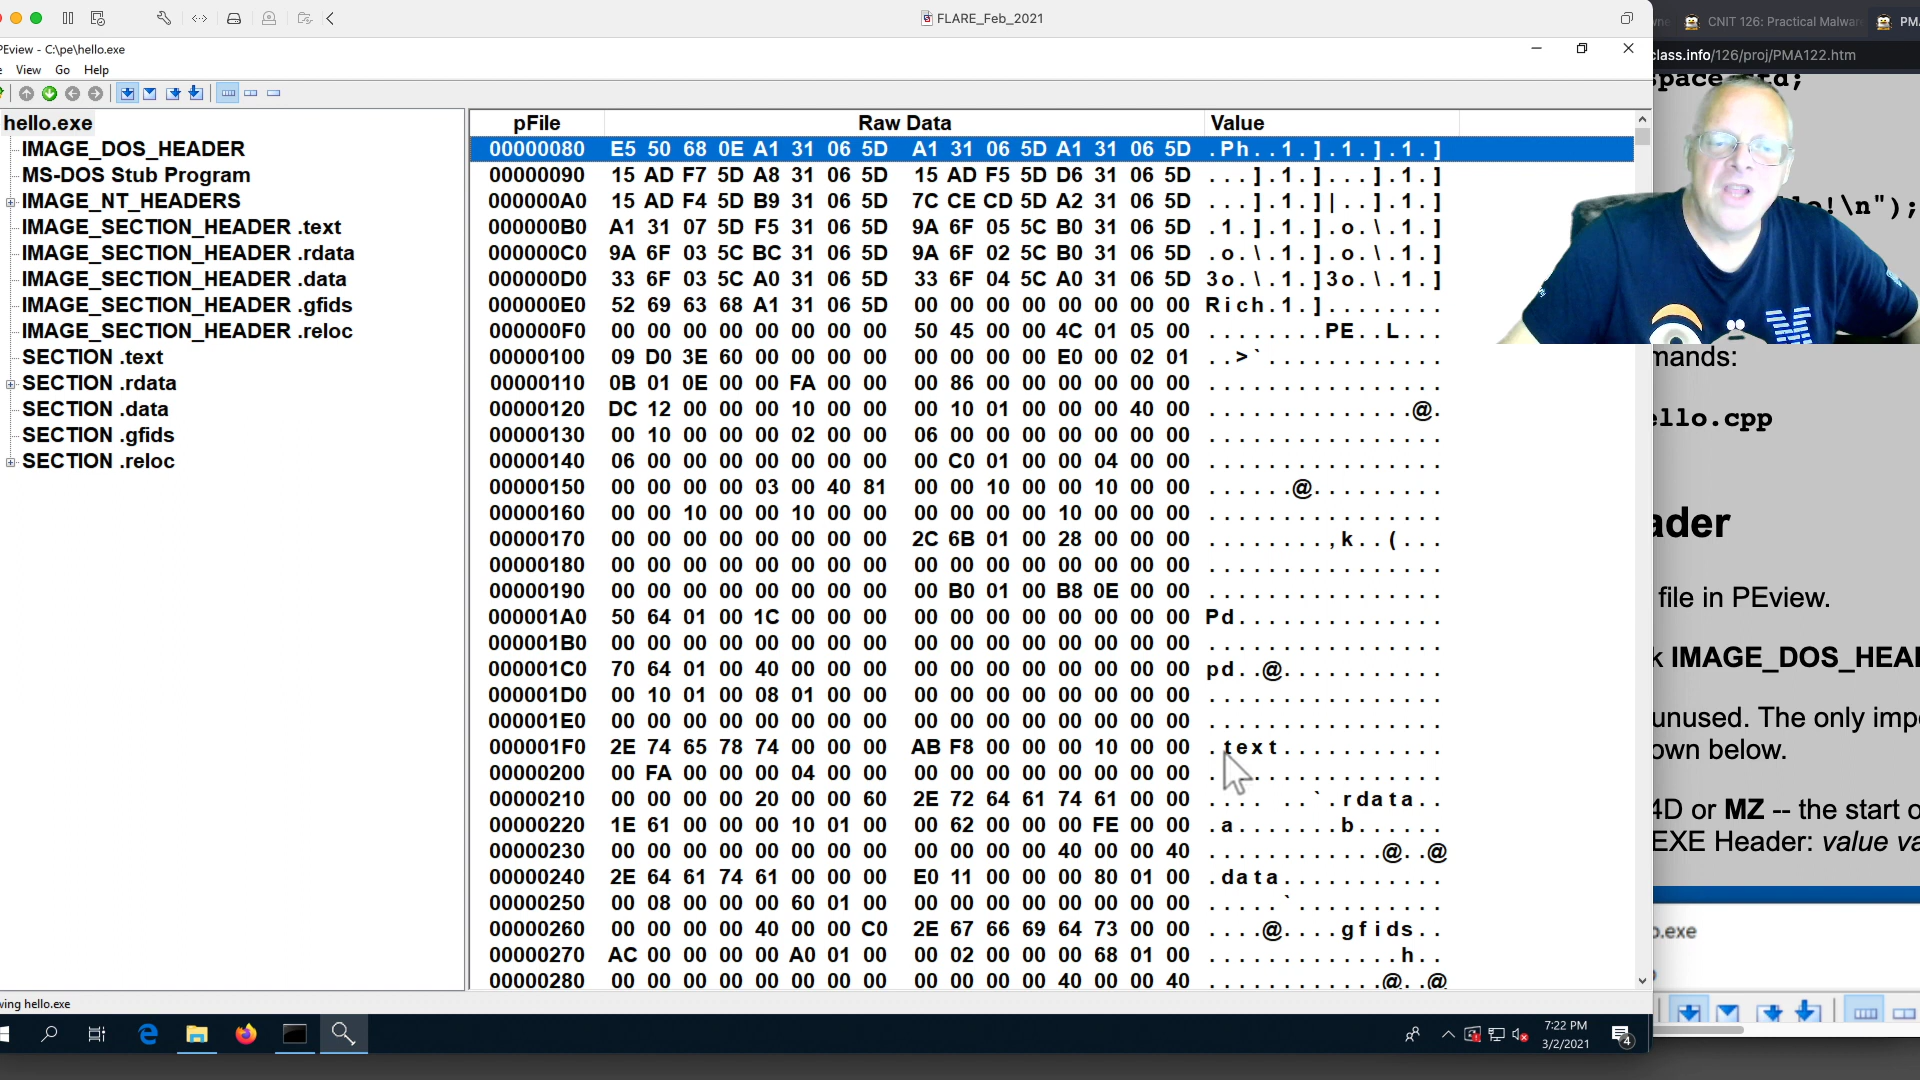 FLARE_Feb_2021
CNIT 126: Practical Malwar
PMA
PEview - C:\pe\hello.exe
class.info/126/proj/PMA122.htm
View Go Help
hello.exe
IMAGE_DOS_HEADER
MS-DOS Stub Program
IMAGE_NT_HEADERS
IMAGE_SECTION_HEADER .text
IMAGE_SECTION_HEADER .rdata
IMAGE_SECTION_HEADER .data
IMAGE_SECTION_HEADER .gfids
IMAGE_SECTION_HEADER .reloc
SECTION .text
SECTION .rdata
SECTION .data
SECTION .gfids
SECTION .reloc
pFile Raw Data Value
00000080 E5 50 68 0E A1 31 06 5D A1 31 06 5D A1 31 06 5D .Ph..1.].1.].1.]
00000090 15 AD F7 5D A8 31 06 5D 15 AD F5 5D D6 31 06 5D ...].1.]...].1.]
000000A0 15 AD F4 5D B9 31 06 5D 7C CE CD 5D A2 31 06 5D ...].1.]|..].1.]
000000B0 A1 31 07 5D F5 31 06 5D 9A 6F 05 5C B0 31 06 5D .1.].1.].o.\.1.]
000000C0 9A 6F 03 5C BC 31 06 5D 9A 6F 02 5C B0 31 06 5D .o.\.1.].o.\.1.]
000000D0 33 6F 03 5C A0 31 06 5D 33 6F 04 5C A0 31 06 5D 3o.\.1.]3o.\.1.]
000000E0 52 69 63 68 A1 31 06 5D 00 00 00 00 00 00 00 00 Rich.1.]........
000000F0 00 00 00 00 00 00 00 00 50 45 00 00 4C 01 05 00 ........PE..L...
00000100 09 D0 3E 60 00 00 00 00 00 00 00 00 E0 00 02 01 ..>`............
00000110 0B 01 0E 00 00 FA 00 00 00 86 00 00 00 00 00 00 ................
00000120 DC 12 00 00 00 10 00 00 00 10 01 00 00 00 40 00 ..............@.
00000130 00 10 00 00 00 02 00 00 06 00 00 00 00 00 00 00 ................
00000140 06 00 00 00 00 00 00 00 00 C0 01 00 00 04 00 00 ................
00000150 00 00 00 00 03 00 40 81 00 00 10 00 00 10 00 00 ......@.........
00000160 00 00 10 00 00 10 00 00 00 00 00 00 10 00 00 00 ................
00000170 00 00 00 00 00 00 00 00 2C 6B 01 00 28 00 00 00 ........,k..(...
00000180 00 00 00 00 00 00 00 00 00 00 00 00 00 00 00 00 ................
00000190 00 00 00 00 00 00 00 00 00 B0 01 00 B8 0E 00 00 ................
000001A0 50 64 01 00 1C 00 00 00 00 00 00 00 00 00 00 00 Pd..............
000001B0 00 00 00 00 00 00 00 00 00 00 00 00 00 00 00 00 ................
000001C0 70 64 01 00 40 00 00 00 00 00 00 00 00 00 00 00 pd..@...........
000001D0 00 10 01 00 08 01 00 00 00 00 00 00 00 00 00 00 ................
000001E0 00 00 00 00 00 00 00 00 00 00 00 00 00 00 00 00 ................
000001F0 2E 74 65 78 74 00 00 00 AB F8 00 00 00 10 00 00 .text...........
00000200 00 FA 00 00 00 04 00 00 00 00 00 00 00 00 00 00 ................
00000210 00 00 00 00 20 00 00 60 2E 72 64 61 74 61 00 00 .... ..`.rdata..
00000220 1E 61 00 00 00 10 01 00 00 62 00 00 00 FE 00 00 .a.......b......
00000230 00 00 00 00 00 00 00 00 00 00 00 00 40 00 00 40 ............@..@
00000240 2E 64 61 74 61 00 00 00 E0 11 00 00 00 80 01 00 .data...........
00000250 00 08 00 00 00 60 01 00 00 00 00 00 00 00 00 00 .....`..........
00000260 00 00 00 00 40 00 00 C0 2E 67 66 69 64 73 00 00 ....@....gfids..
00000270 AC 00 00 00 00 A0 01 00 00 02 00 00 00 68 01 00 .............h..
00000280 00 00 00 00 00 00 00 00 00 00 00 00 40 00 00 40 ............@..@
wing hello.exe
7:22 PM
3/2/2021
4
pace std;
lo!\n");
mands:
ello.cpp
ader
file in PEview.
k IMAGE_DOS_HEA
unused. The only imp
own below.
4D or MZ -- the start o
EXE Header: value va
o.exe